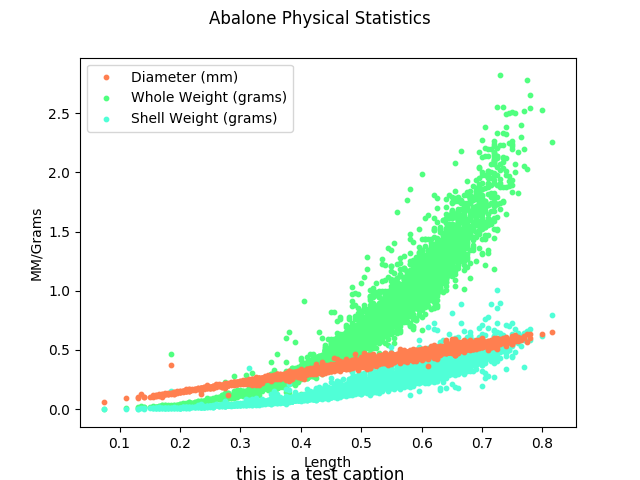 Abalone Physical Statistics
Diameter (mm)
Whole Weight (grams)
Shell Weight (grams)
MM/Grams
2.5
2.0
1.5
1.0
0.5
0.0
0.1 0.2 0.3 0.4 0.5 0.6 0.7 0.8
Length
this is a test caption